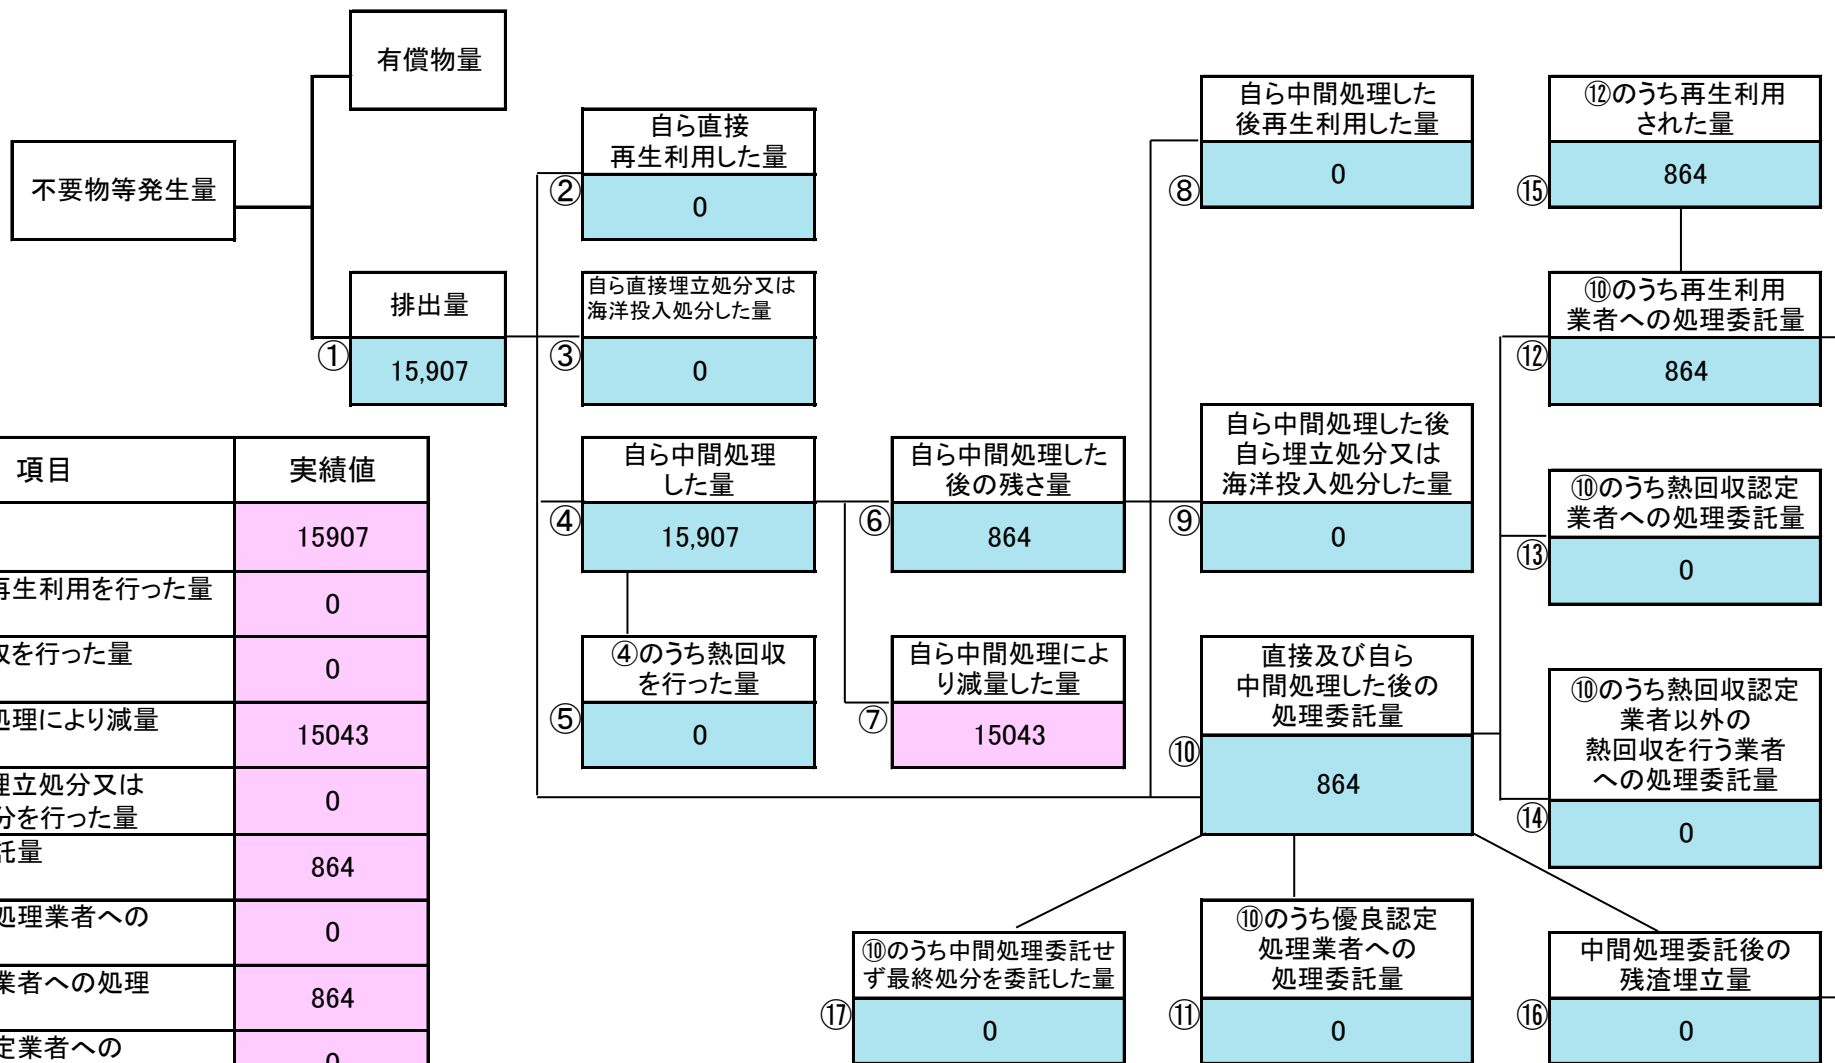 有償物量
不要物等発生量
排出量
①
15,907
自ら直接
再生利用した量
②
0
自ら直接埋立処分又は
海洋投入処分した量
③
0
自ら中間処理
した量
④
15,907
④のうち熱回収
を行った量
⑤
0
自ら中間処理した
後の残さ量
⑥
864
自ら中間処理によ
り減量した量
⑦
15043
自ら中間処理した
後再生利用した量
⑧
0
自ら中間処理した後
自ら埋立処分又は
海洋投入処分した量
⑨
0
直接及び自ら
中間処理した後の
処理委託量
⑩
864
⑫のうち再生利用
された量
⑮
864
⑩のうち再生利用
業者への処理委託量
⑫
864
⑩のうち熱回収認定
業者への処理委託量
⑬
0
⑩のうち熱回収認定
業者以外の
熱回収を行う業者
への処理委託量
⑭
0
⑩のうち中間処理委託せ
ず最終処分を委託した量
⑰
0
⑩のうち優良認定
処理業者への
処理委託量
⑪
0
中間処理委託後の
残渣埋立量
⑯
0
項目 実績値
15907
再生利用を行った量 0
を行った量 0
処理により減量 15043
埋立処分又は
を行った量 0
託量 864
処理業者への 0
業者への処理 864
定業者への 0